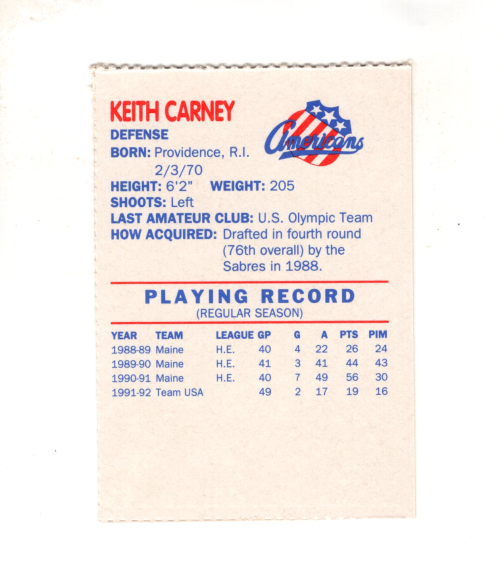 KEITH CARNEY
Americans
DEFENSE
BORN: Providence, R.I.
2/3/70
HEIGHT: 6'2" WEIGHT: 205
SHOOTS: Left
LAST AMATEUR CLUB: U.S. Olympic Team
HOW ACQUIRED: Drafted in fourth round
(76th overall) by the
Sabres in 1988.
PLAYING RECORD
(REGULAR SEASON)
YEAR TEAM LEAGUE GP G A PTS PIM
1988-89 Maine H.E. 40 4 22 26 24
1989-90 Maine H.E. 41 3 41 44 43
1990-91 Maine H.E. 40 7 49 56 30
1991-92 Team USA 49 2 17 19 16